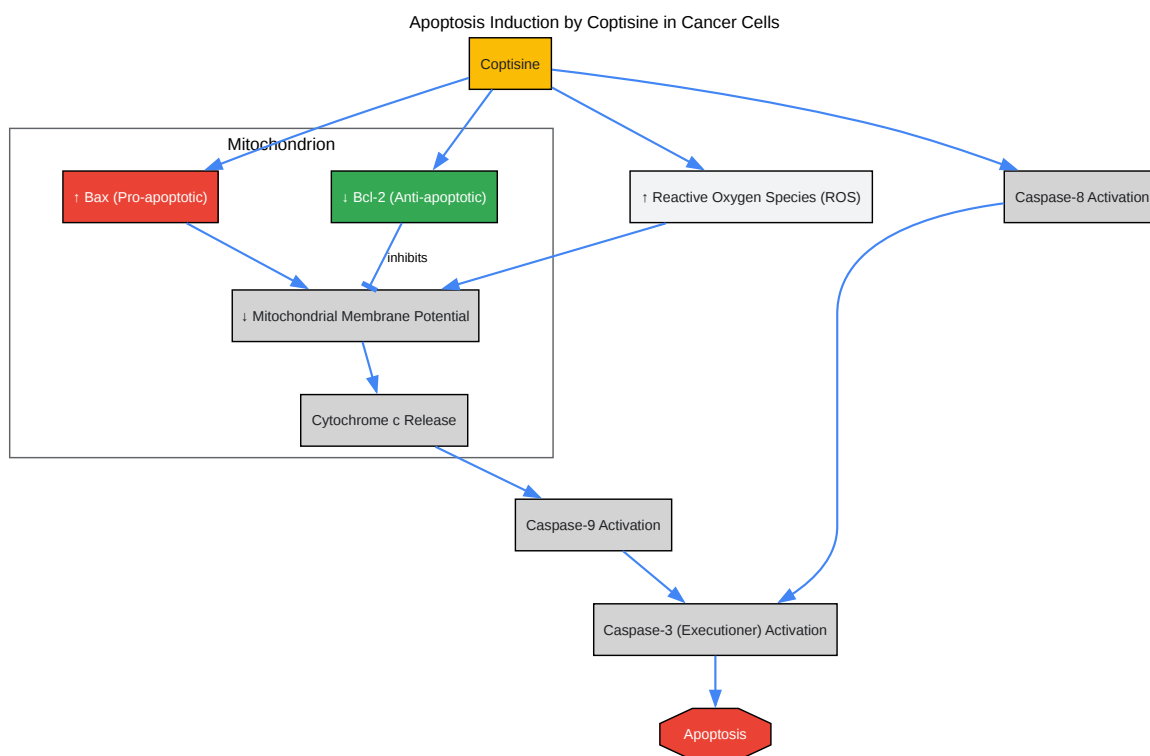 Apoptosis Induction by Coptisine in Cancer Cells
Coptisine
Mitochondrion
↑ Bax (Pro-apoptotic)
↓ Bcl-2 (Anti-apoptotic)
↑ Reactive Oxygen Species (ROS)
Caspase-8 Activation
inhibits
↓ Mitochondrial Membrane Potential
Cytochrome c Release
Caspase-9 Activation
Caspase-3 (Executioner) Activation
Apoptosis